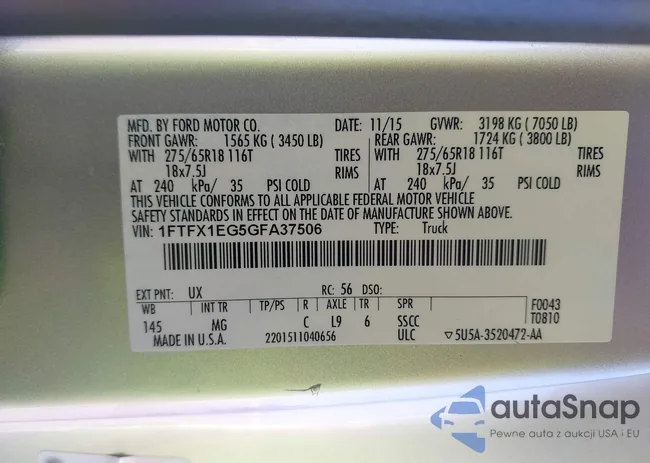 MFD. BY FORD MOTOR CO. DATE: 11/15 GVWR: 3198 KG (7050 LB)
FRONT GAWR: 1565 KG (3450 LB) REAR GAWR: 1724 KG (3800 LB)
WITH 275/65R18 116T TIRES WITH 275/65R18 116T TIRES
18x7.5J RIMS 18x7.5J RIMS
AT 240 kPa/ 35 PSI COLD AT 240 kPa/ 35 PSI COLD
THIS VEHICLE CONFORMS TO ALL APPLICABLE FEDERAL MOTOR VEHICLE
SAFETY STANDARDS IN EFFECT ON THE DATE OF MANUFACTURE SHOWN ABOVE.
VIN: 1FTFX1EG5GFA37506 TYPE: Truck
EXT PNT: UX RC: 56 DSO:
WB INT TR TP/PS R AXLE TR SPR F0043
145 MG C L9 6 SSCC T0810
MADE IN U.S.A. 2201511040656 ULC ▽5U5A-3520472-AA
autaSnap
Pewne auta z aukcji USA i EU